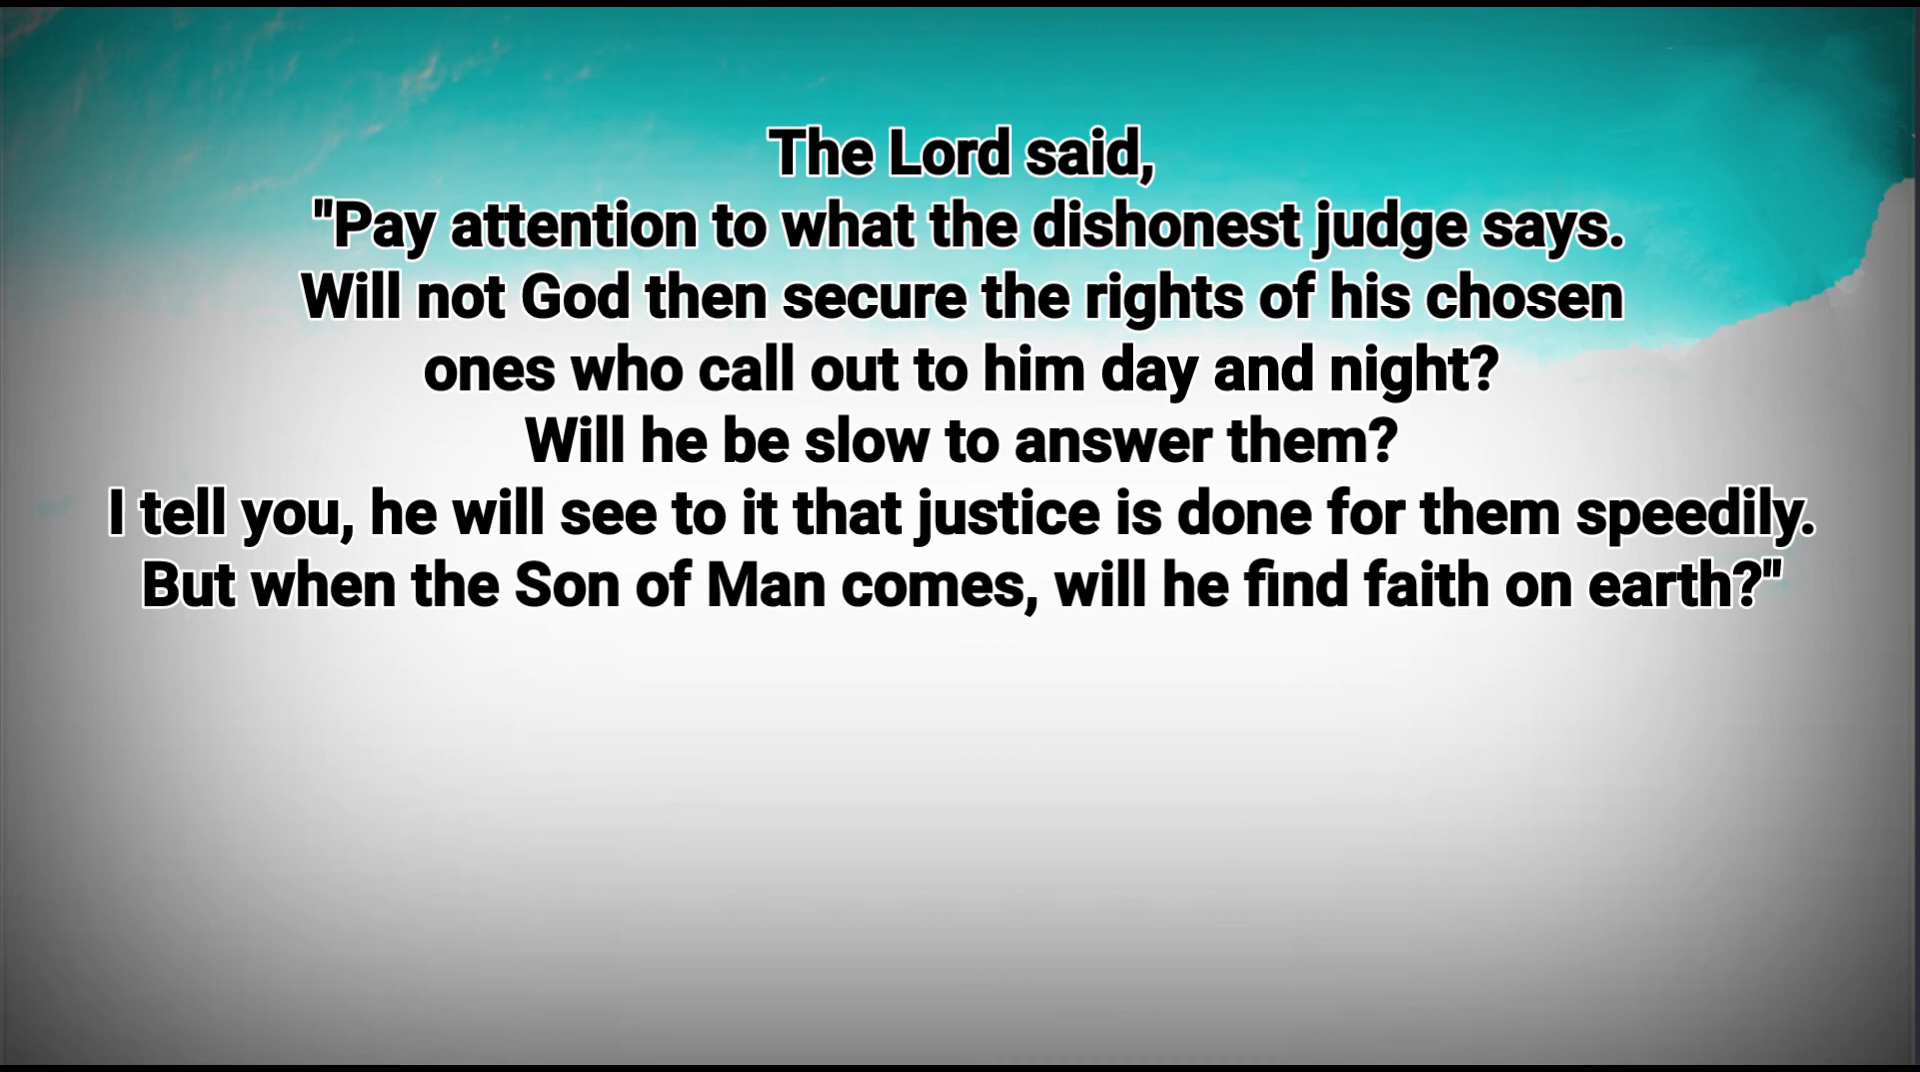 The Lord said,
"Pay attention to what the dishonest judge says.
Will not God then secure the rights of his chosen
ones who call out to him day and night?
Will he be slow to answer them?
I tell you, he will see to it that justice is done for them speedily.
But when the Son of Man comes, will he find faith on earth?"